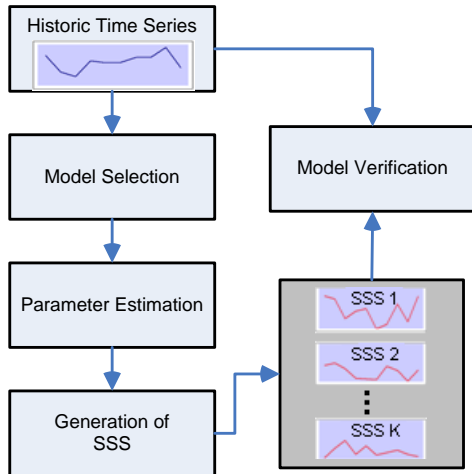 Historic Time Series
Model Selection
Model Verification
Parameter Estimation
Generation of
SSS
SSS 1
SSS 2
SSS K